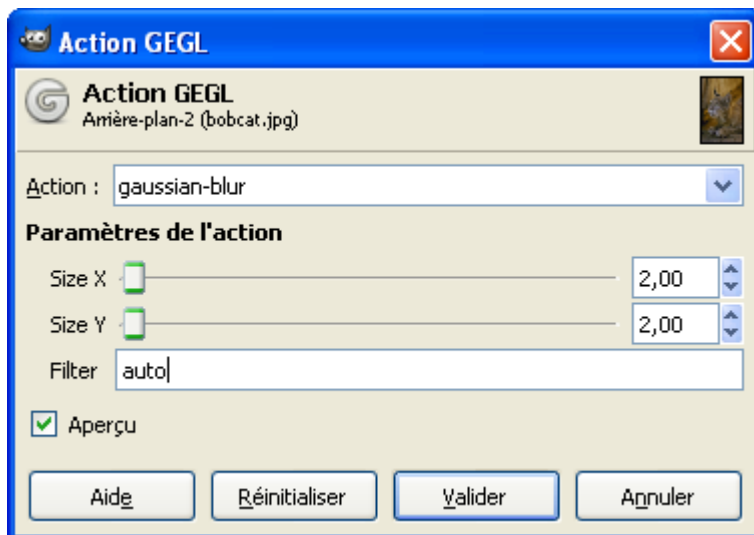 Action GEGL
Action GEGL
Arrière-plan-2 (bobcat.jpg)
Action : gaussian-blur
Paramètres de l'action
Size X 2,00
Size Y 2,00
Filter auto
Aperçu
Aide Réinitialiser Valider Annuler